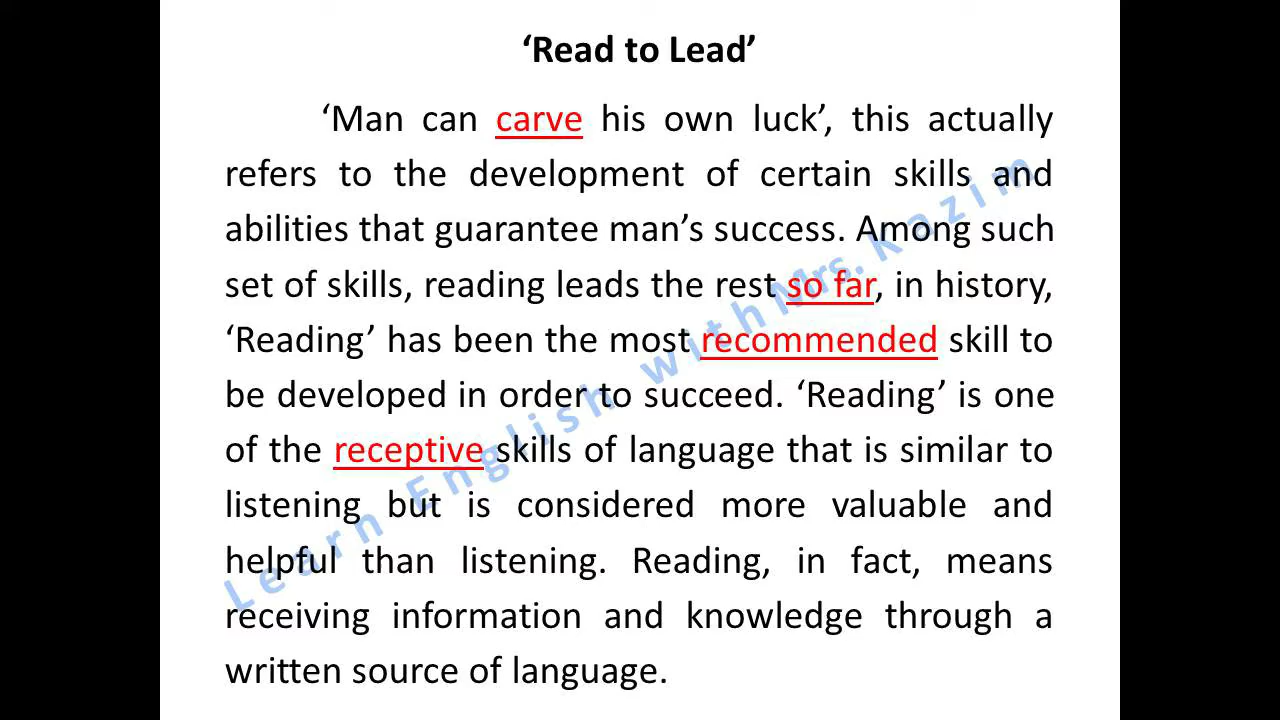 ‘Read to Lead’
‘Man can carve his own luck’, this actually
refers to the development of certain skills and
abilities that guarantee man’s success. Among such
set of skills, reading leads the rest so far, in history,
‘Reading’ has been the most recommended skill to
be developed in order to succeed. ‘Reading’ is one
of the receptive skills of language that is similar to
listening but is considered more valuable and
helpful than listening. Reading, in fact, means
receiving information and knowledge through a
written source of language.
Learn English with Mrs. Kazim